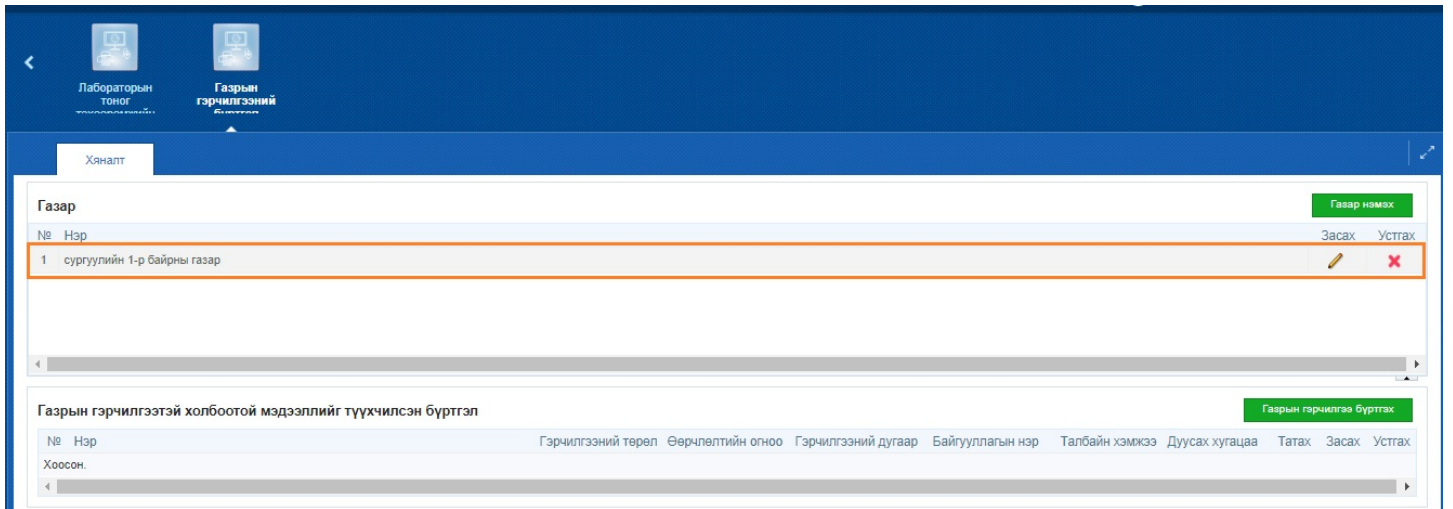 Лабораторын
тоног
Газрын
гэрчилгээний
бүртгэл
Хяналт
Газар
Газар нэмэх
№ Нэр Засах Устгах
1 сургуулийн 1-р байрны газар
Газрын гэрчилгээтэй холбоотой мэдээллийг түүхчилсэн бүртгэл
Газрын гэрчилгээ бүртгэх
№ Нэр Гэрчилгээний төрөл Өөрчлөлтийн огноо Гэрчилгээний дугаар Байгууллагын нэр Талбайн хэмжээ Дуусах хугацаа Татах Засах Устгах
Хоосон.